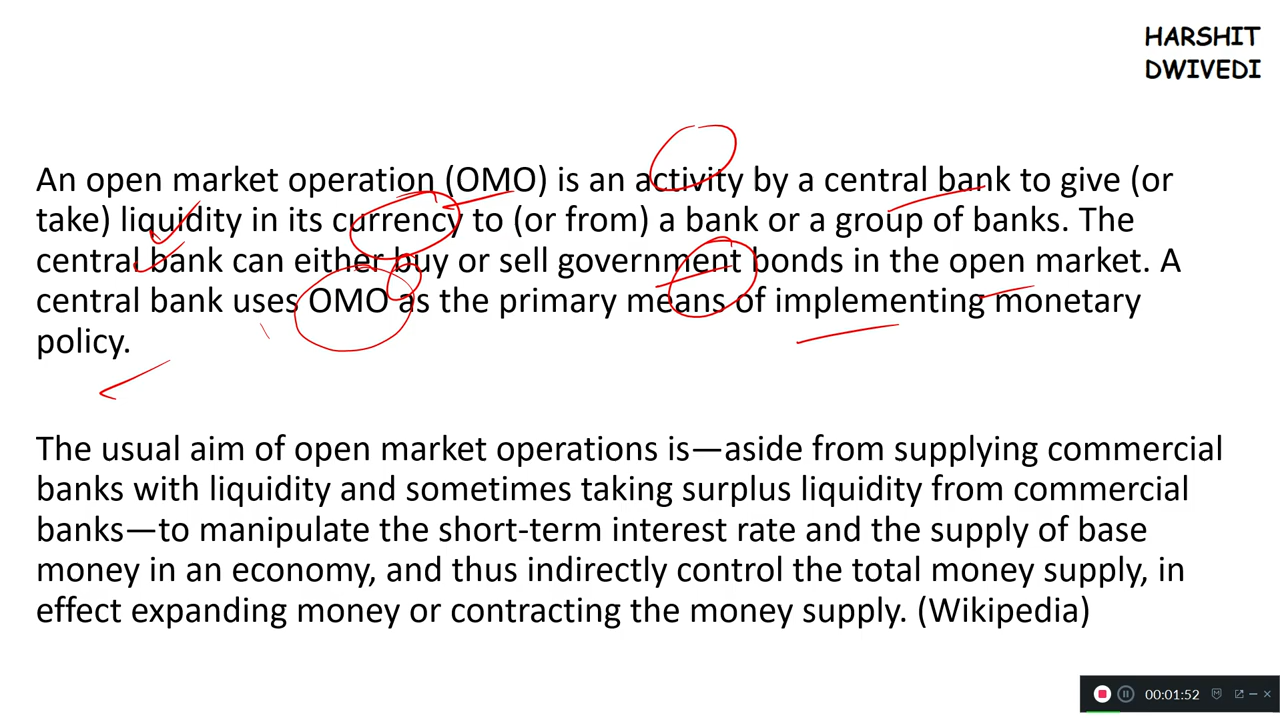 HARSHIT
DWIVEDI
An open market operation (OMO) is an activity by a central bank to give (or
take) liquidity in its currency to (or from) a bank or a group of banks. The
central bank can either buy or sell government bonds in the open market. A
central bank uses OMO as the primary means of implementing monetary
policy.
The usual aim of open market operations is—aside from supplying commercial
banks with liquidity and sometimes taking surplus liquidity from commercial
banks—to manipulate the short-term interest rate and the supply of base
money in an economy, and thus indirectly control the total money supply, in
effect expanding money or contracting the money supply. (Wikipedia)
00:01:52